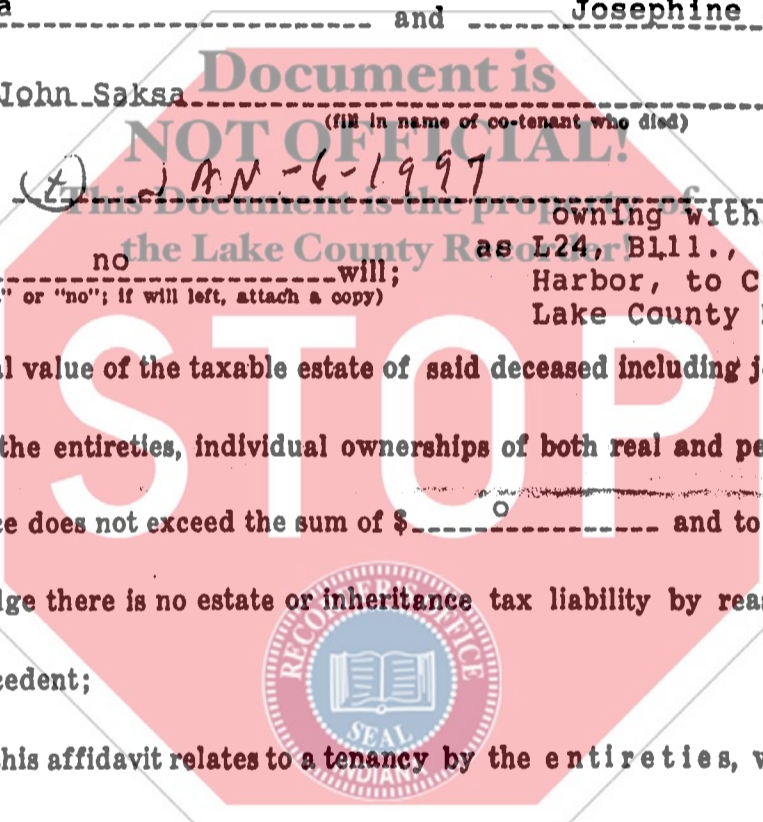 a and Josephine
Document is
John Saksa
(fill in name of co-tenant who died)
NOT OFFICIAL!
(+) JAN-6-1997
This Document is the property of
owning with
the Lake County Recorder!
as L24, B111.,
no will;
Harbor, to C
" or "no"; if will left, attach a copy)
Lake County
STOP
al value of the taxable estate of said deceased including j
the entireties, individual ownerships of both real and pe
ce does not exceed the sum of $ 0 and to
dge there is no estate or inheritance tax liability by reas
RECORDER'S OFFICE
cedent;
SEAL
INDIANA
this affidavit relates to a tenancy by the entireties, w